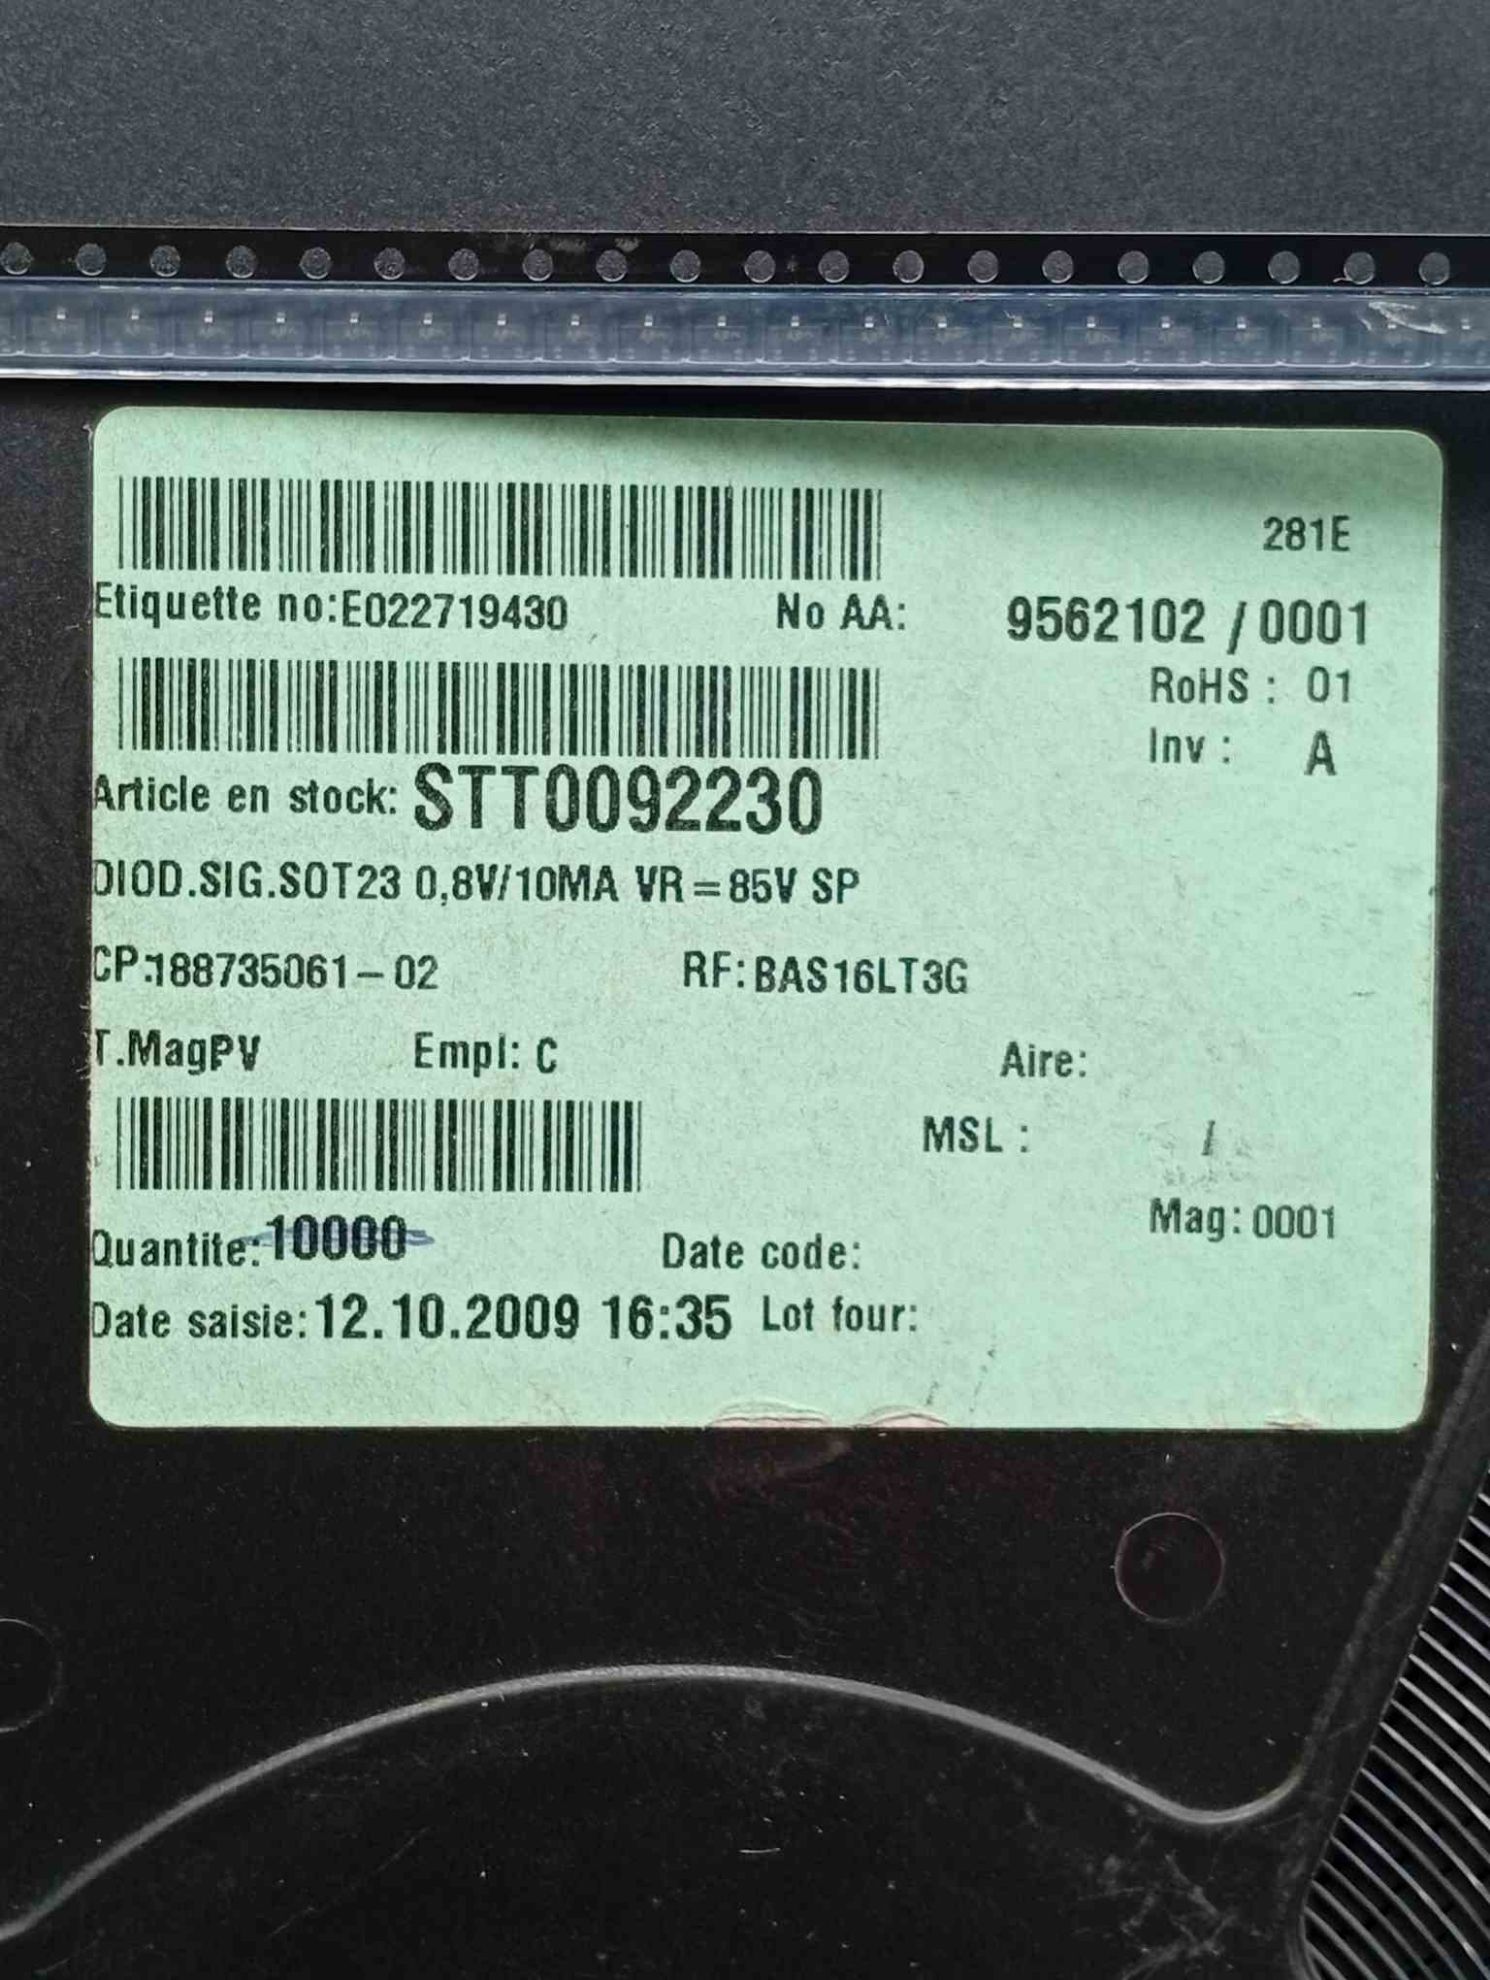 281E
Etiquette no:E022719430 No AA: 9562102 /0001
RoHS : 01
Inv : A
Article en stock: STT0092230
DIOD.SIG.SOT23 0,8V/10MA VR=85V SP
CP:188735061-02 RF:BAS16LT3G
T.MagPV Empl: C Aire:
MSL : /
Mag:0001
Quantite:10000 Date code:
Date saisie:12.10.2009 16:35 Lot four: